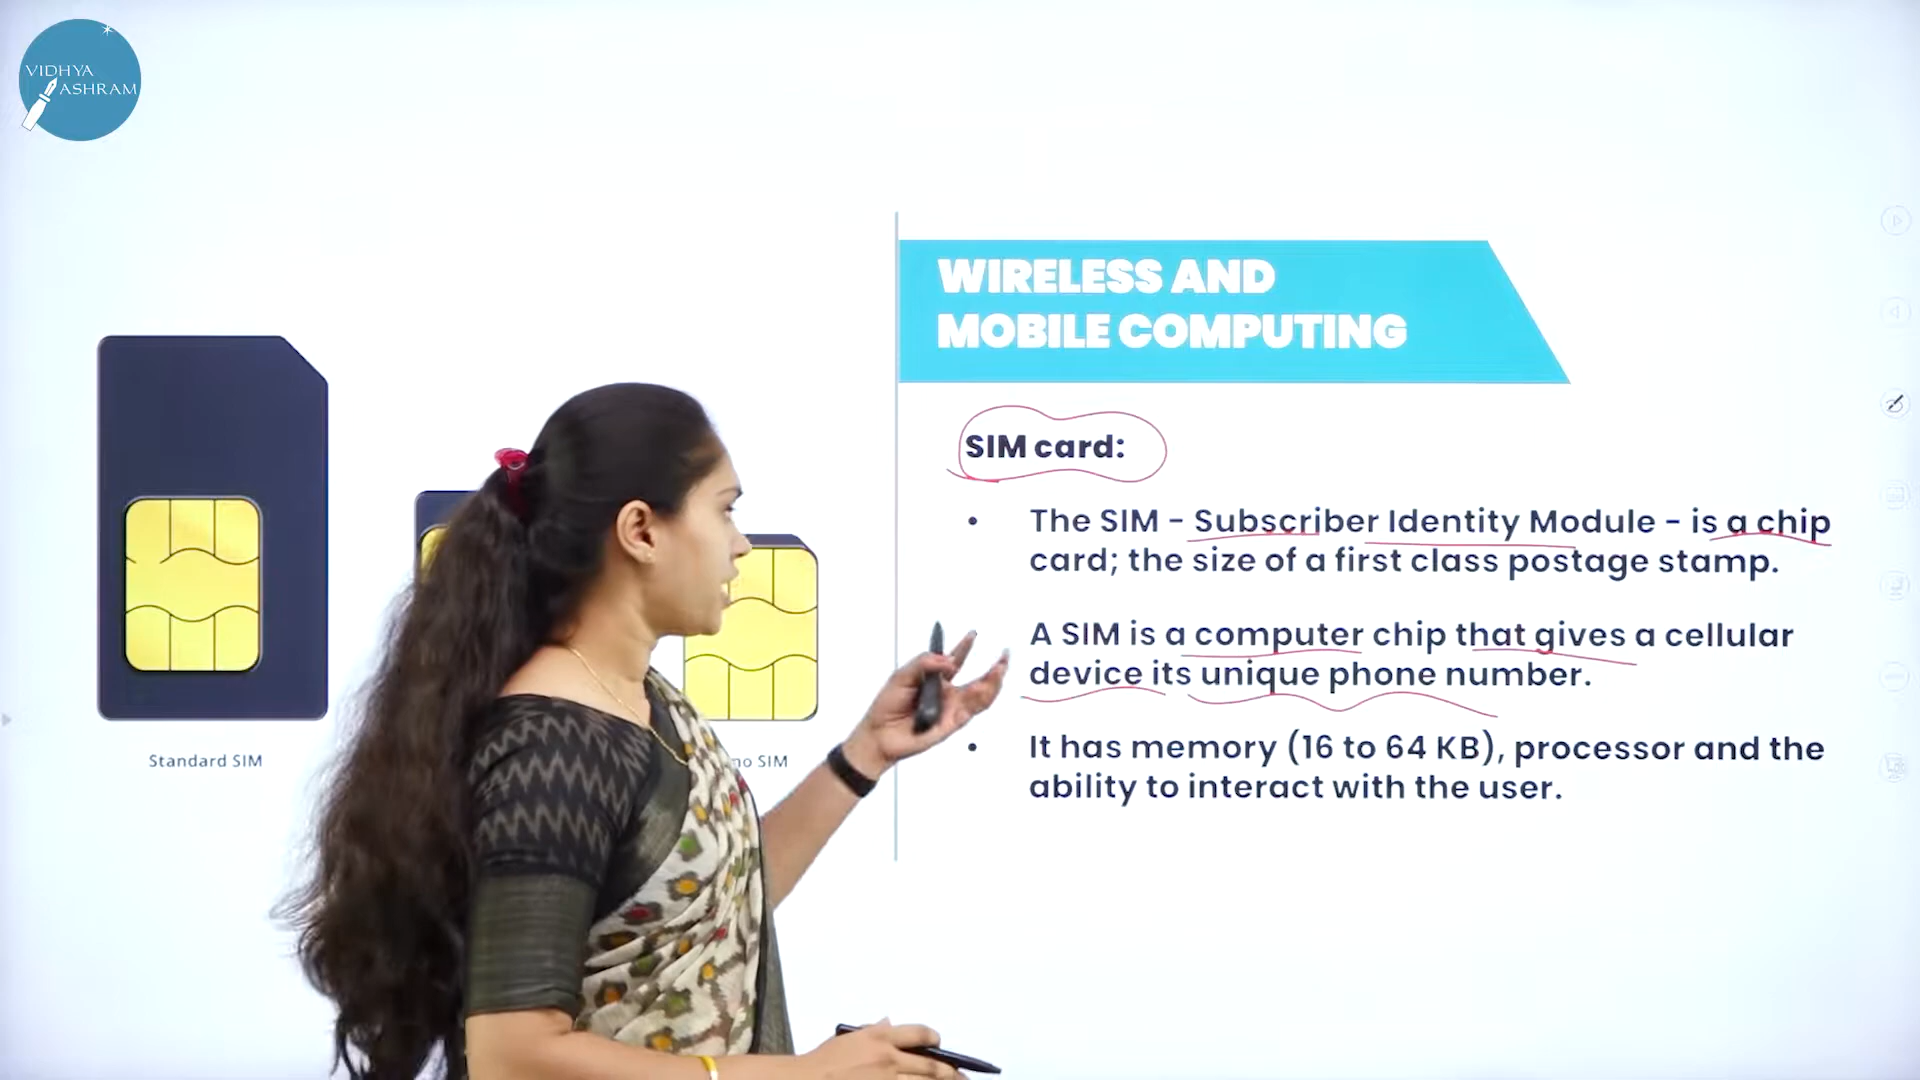 VIDHYA
ASHRAM
WIRELESS AND
MOBILE COMPUTING
SIM card:
• The SIM - Subscriber Identity Module - is a chip
card; the size of a first class postage stamp.
A SIM is a computer chip that gives a cellular
device its unique phone number.
• It has memory (16 to 64 KB), processor and the
ability to interact with the user.
Standard SIM
SIM